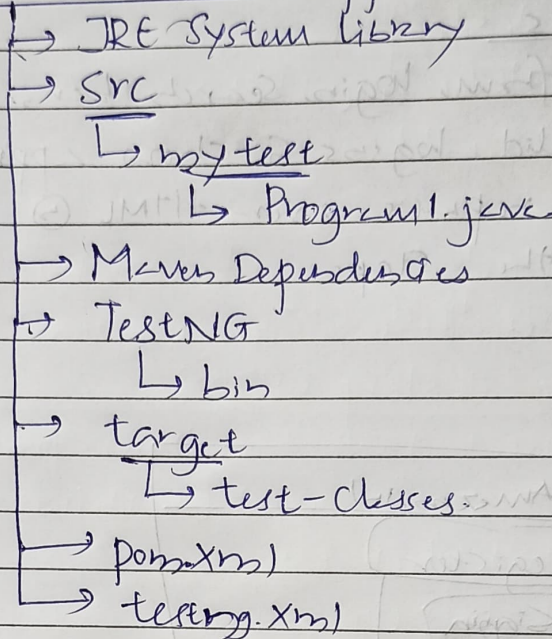 JRE System library
src
mytest
Program1.java
Maven Dependencies
TestNG
bin
target
test-classes.
pom.xml
testng.xml